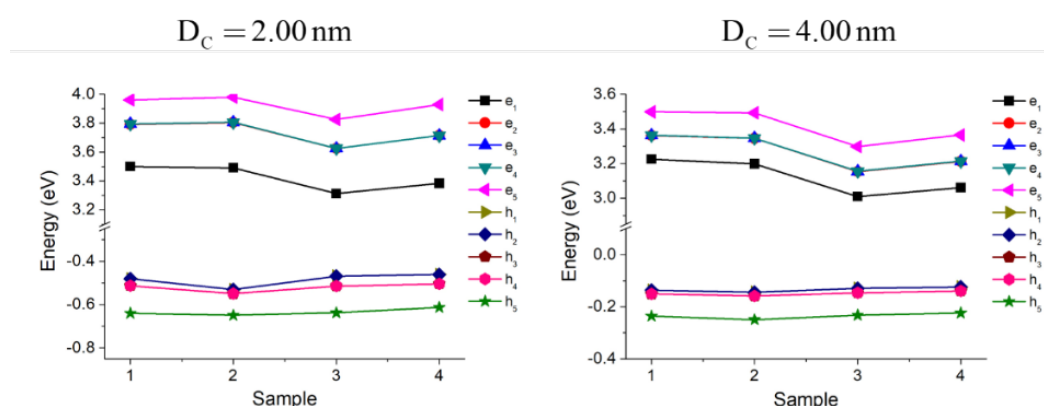 D_C = 2.00 nm
4.0
3.8
3.6
3.4
3.2
-0.4
-0.6
-0.8
Energy (eV)
1 2 3 4
Sample
e₁
e₂
e₃
e₄
e₅
h₁
h₂
h₃
h₄
h₅
D_C = 4.00 nm
3.6
3.4
3.2
3.0
0.0
-0.2
-0.4
Energy (eV)
1 2 3 4
Sample
e₁
e₂
e₃
e₄
e₅
h₁
h₂
h₃
h₄
h₅